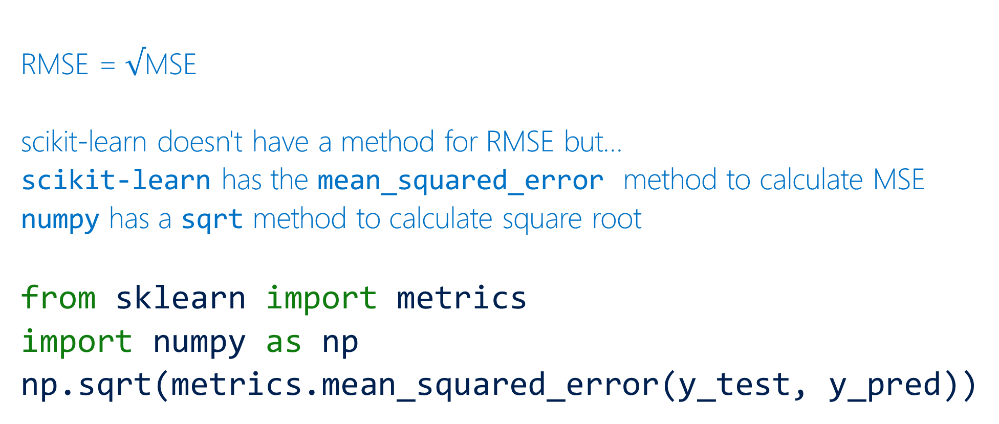 RMSE = √MSE
scikit-learn doesn't have a method for RMSE but...
scikit-learn has the mean_squared_error method to calculate MSE
numpy has a sqrt method to calculate square root
from sklearn import metrics
import numpy as np
np.sqrt(metrics.mean_squared_error(y_test, y_pred))